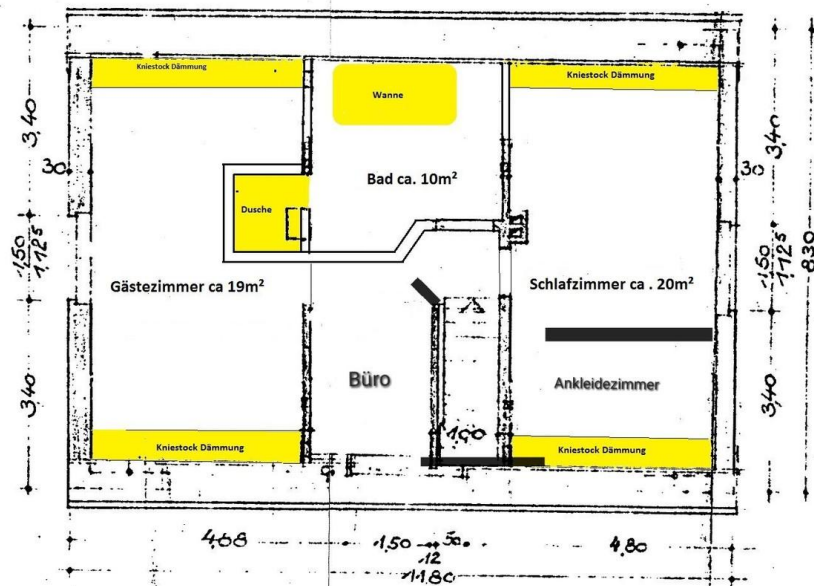 Kniestock Dämmung
Kniestock Dämmung
Wanne
3,40
3,40
30
30
Bad ca. 10m²
Dusche
1,50
1,125
1,50
1,125
8,30
Gästezimmer ca 19m²
Schlafzimmer ca . 20m²
Büro
Ankleidezimmer
3,40
3,40
1,00
Kniestock Dämmung
Kniestock Dämmung
4,68
1,50
50
4,80
12
11,80